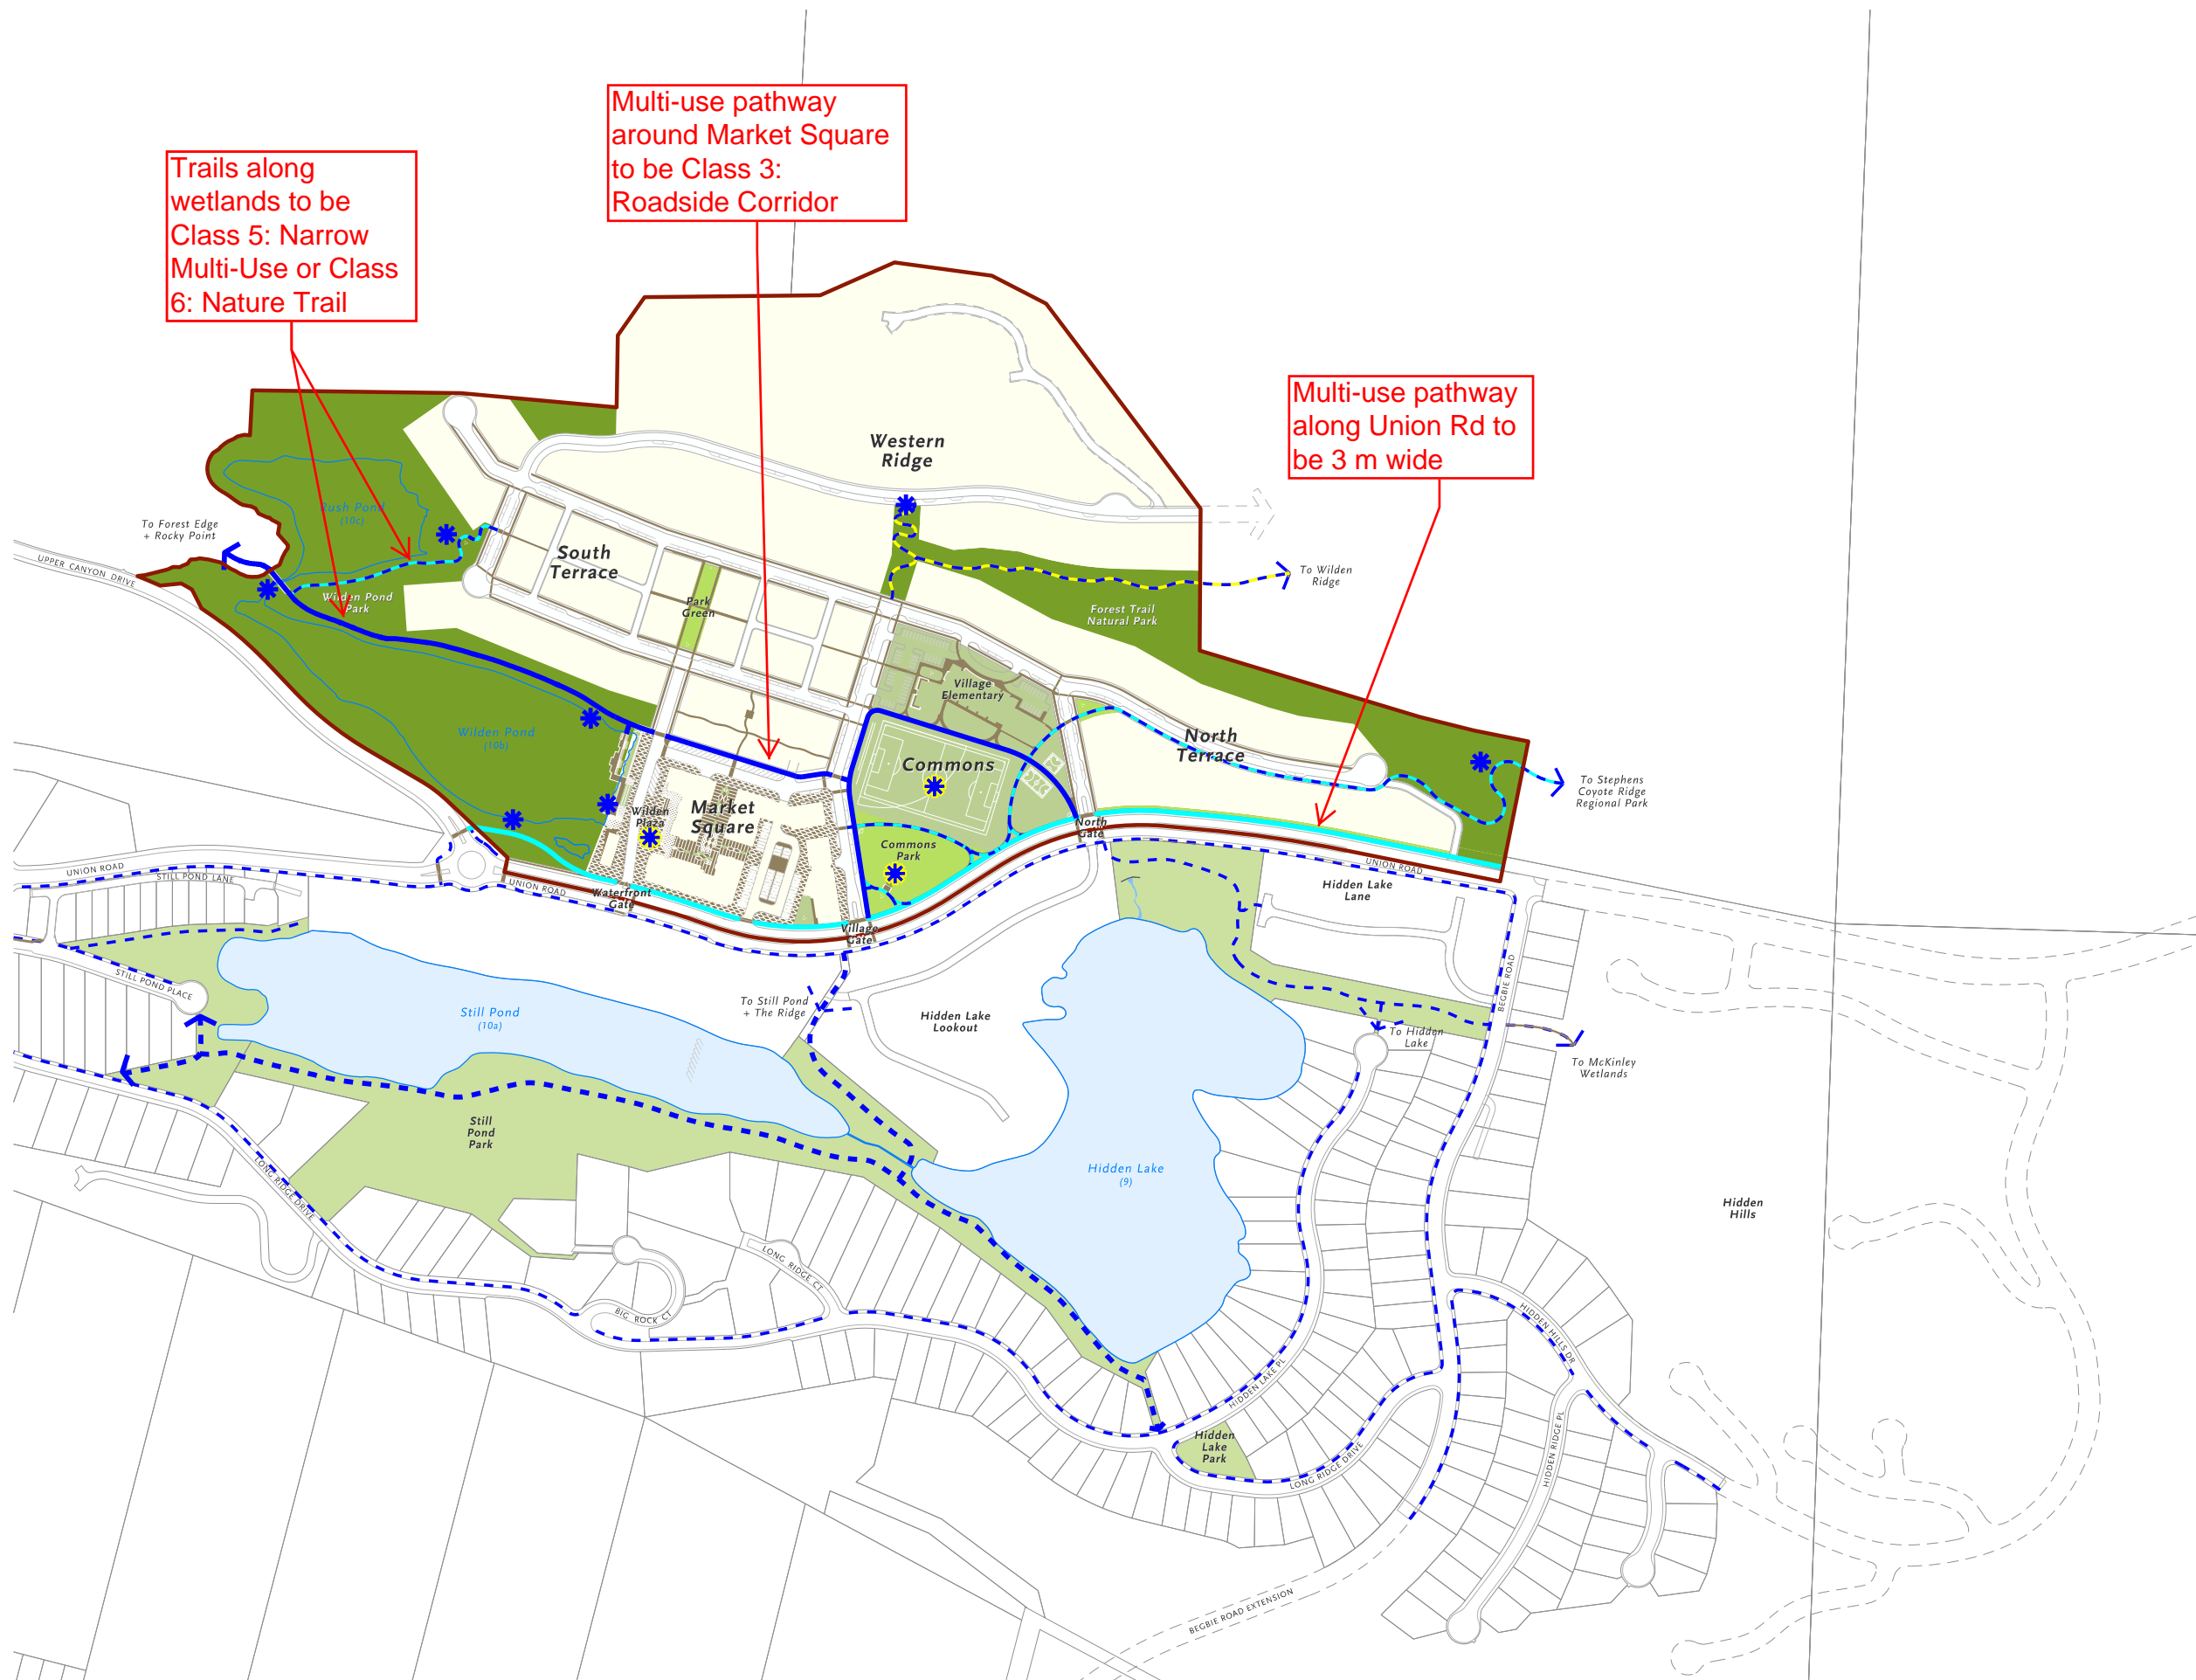 Multi-use pathway
around Market Square
to be Class 3:
Roadside Corridor
Trails along
wetlands to be
Class 5: Narrow
Multi-Use or Class
6: Nature Trail
Multi-use pathway
along Union Rd to
be 3 m wide
Western
Ridge
Rush Pond
(10c)
To Forest Edge
+ Rocky Point
UPPER CANYON DRIVE
South
Terrace
Wilden Pond
Park
Park
Green
To Wilden
Ridge
Forest Trail
Natural Park
Village
Elementary
Wilden Pond
(10b)
North
Terrace
Commons
To Stephens
Coyote Ridge
Regional Park
Market
Square
Wilden
Plaza
North
Gate
Commons
Park
UNION ROAD
STILL POND LANE
UNION ROAD
Waterfront
Gate
UNION ROAD
Hidden Lake
Lane
Village
Gate
STILL POND PLACE
BEGBIE ROAD
To Still Pond
+ The Ridge
Still Pond
(10a)
Hidden Lake
Lookout
To Hidden
Lake
To McKinley
Wetlands
Still
Pond
Park
Hidden Lake
(9)
LONG RIDGE DRIVE
Hidden
Hills
LONG RIDGE CT
BIG ROCK CT
HIDDEN HILLS DR
HIDDEN LAKE PL
Hidden
Lake
Park
LONG RIDGE DRIVE
HIDDEN RIDGE PL
BEGBIE ROAD EXTENSION